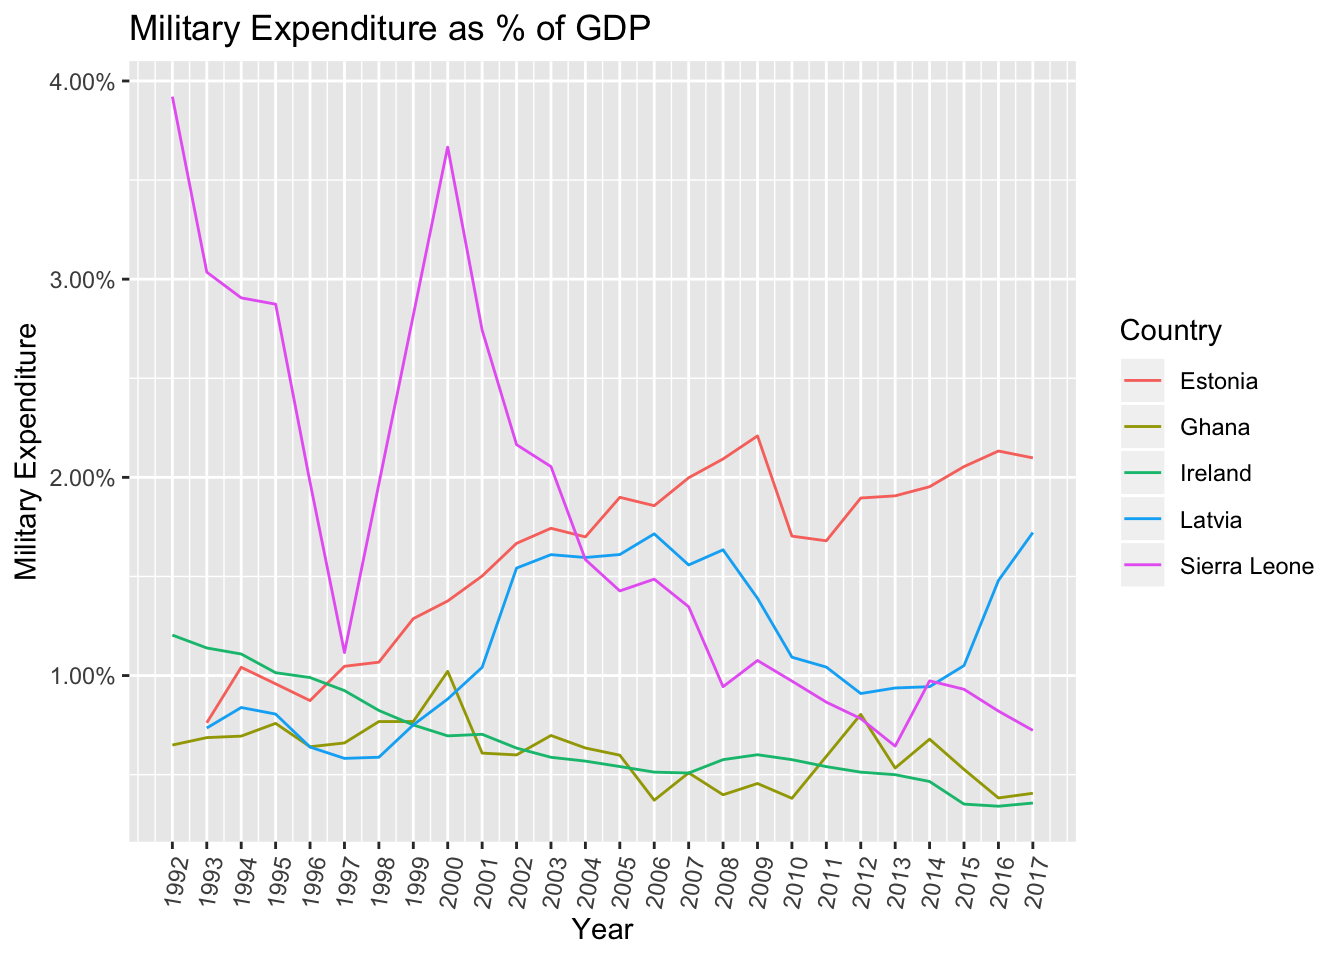 Military Expenditure as % of GDP
4.00%
3.00%
2.00%
1.00%
Military Expenditure
1992 1993 1994 1995 1996 1997 1998 1999 2000 2001 2002 2003 2004 2005 2006 2007 2008 2009 2010 2011 2012 2013 2014 2015 2016 2017
Year
Country
Estonia
Ghana
Ireland
Latvia
Sierra Leone